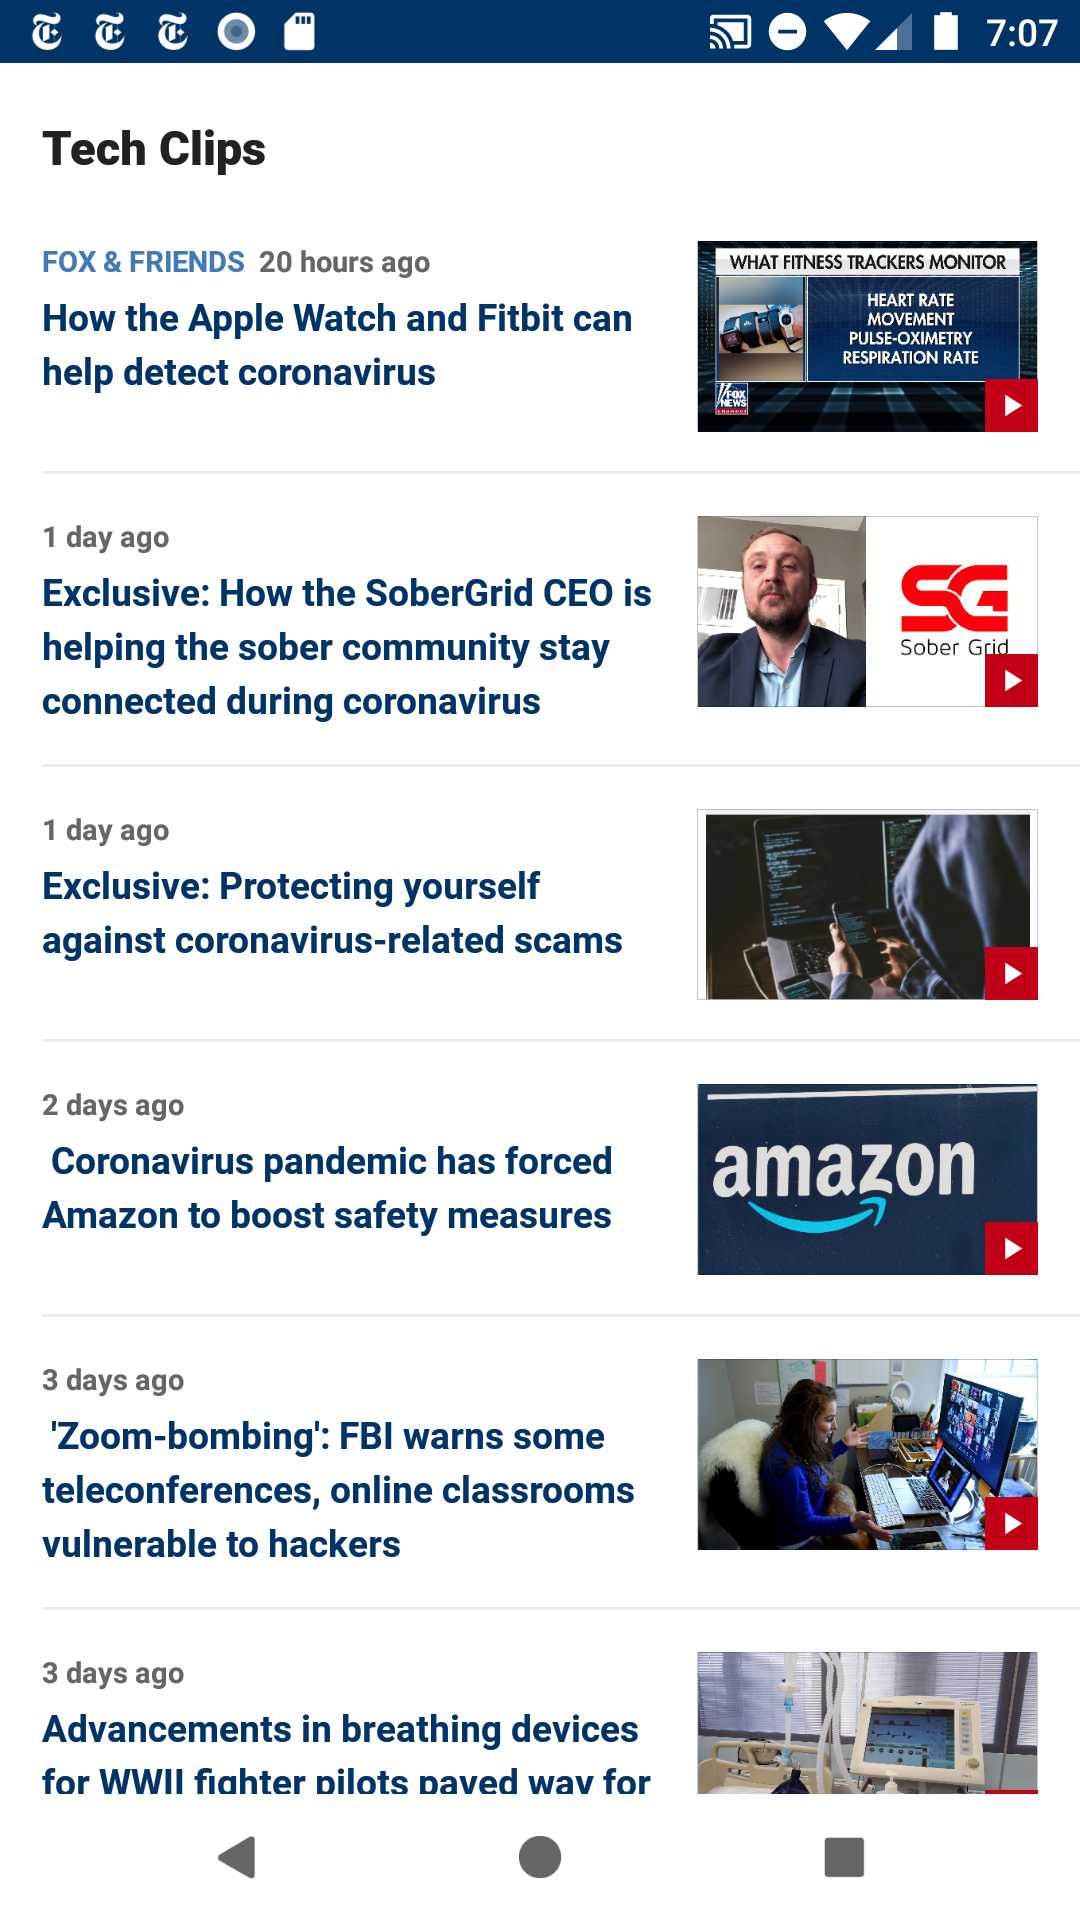 7:07
Tech Clips
FOX & FRIENDS 20 hours ago
How the Apple Watch and Fitbit can
help detect coronavirus
WHAT FITNESS TRACKERS MONITOR
HEART RATE
MOVEMENT
PULSE-OXIMETRY
RESPIRATION RATE
FOX
NEWS
channel
1 day ago
Exclusive: How the SoberGrid CEO is
helping the sober community stay
connected during coronavirus
SG
Sober Grid
1 day ago
Exclusive: Protecting yourself
against coronavirus-related scams
2 days ago
Coronavirus pandemic has forced
Amazon to boost safety measures
amazon
3 days ago
'Zoom-bombing': FBI warns some
teleconferences, online classrooms
vulnerable to hackers
3 days ago
Advancements in breathing devices
for WWII fighter pilots paved way for